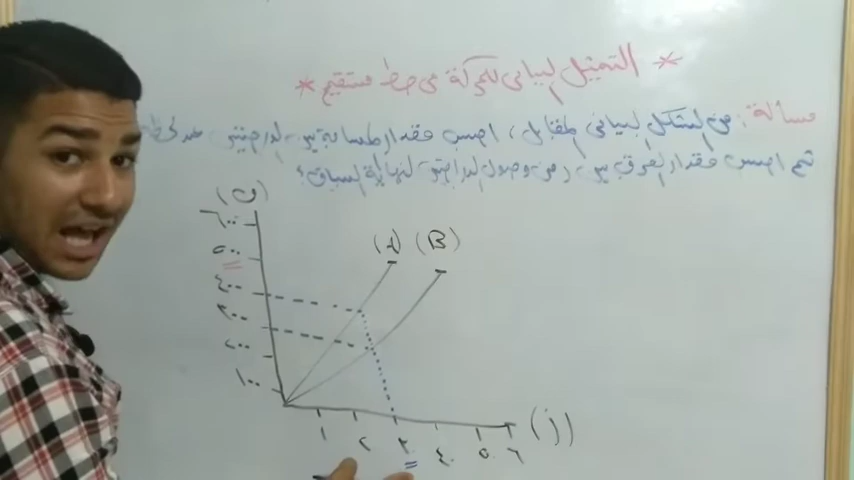 * التمثيل البياني للحركة في خط مستقيم *
مسألة: من الشكل البياني المقابل، احسب مقدار المسافة بين الدراجتين عند لحظة
ثم احسب مقدار الفرق بين زمن وصول الدراجتين لنهاية السباق؟
(ف)
٦٠٠
٥٠٠
٤٠٠
٣٠٠
٢٠٠
١٠٠
(A) (B)
١ ٢ ٣ ٤ ٥ ٦ (ز)